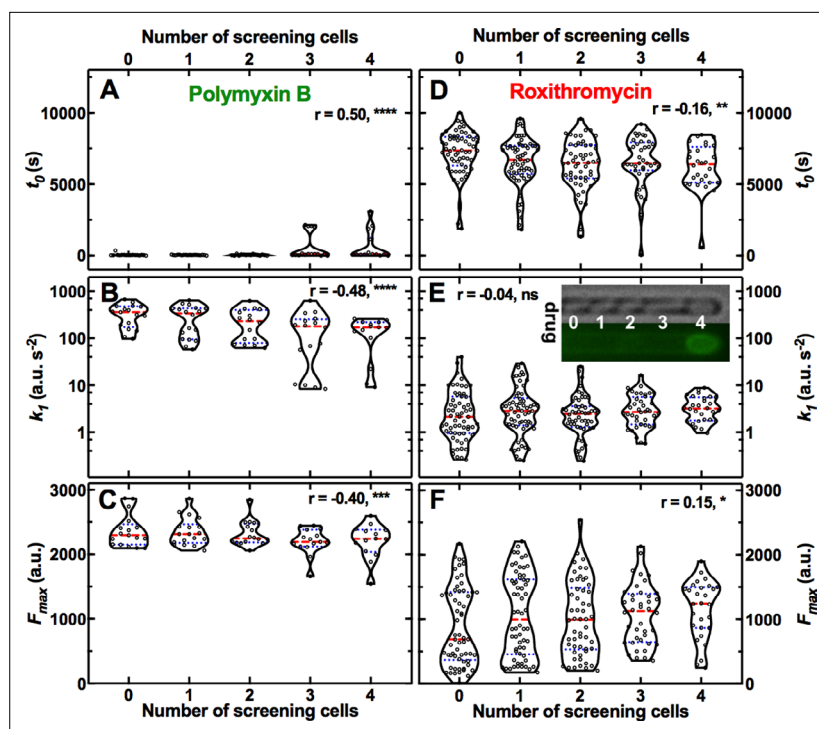 Number of screening cells
0 1 2 3 4
Number of screening cells
0 1 2 3 4
A
Polymyxin B
r = 0.50, ****
t0 (s)
10000
5000
0
D
Roxithromycin
r = -0.16, **
10000
5000
0
t0 (s)
B
r = -0.48, ****
k1 (a.u. s-2)
1000
100
10
1
E
r = -0.04, ns
drug
0 1 2 3 4
1000
100
10
1
k1 (a.u. s-2)
C
r = -0.40, ***
Fmax (a.u.)
3000
2000
1000
0
F
r = 0.15, *
3000
2000
1000
0
Fmax (a.u.)
0 1 2 3 4
Number of screening cells
0 1 2 3 4
Number of screening cells